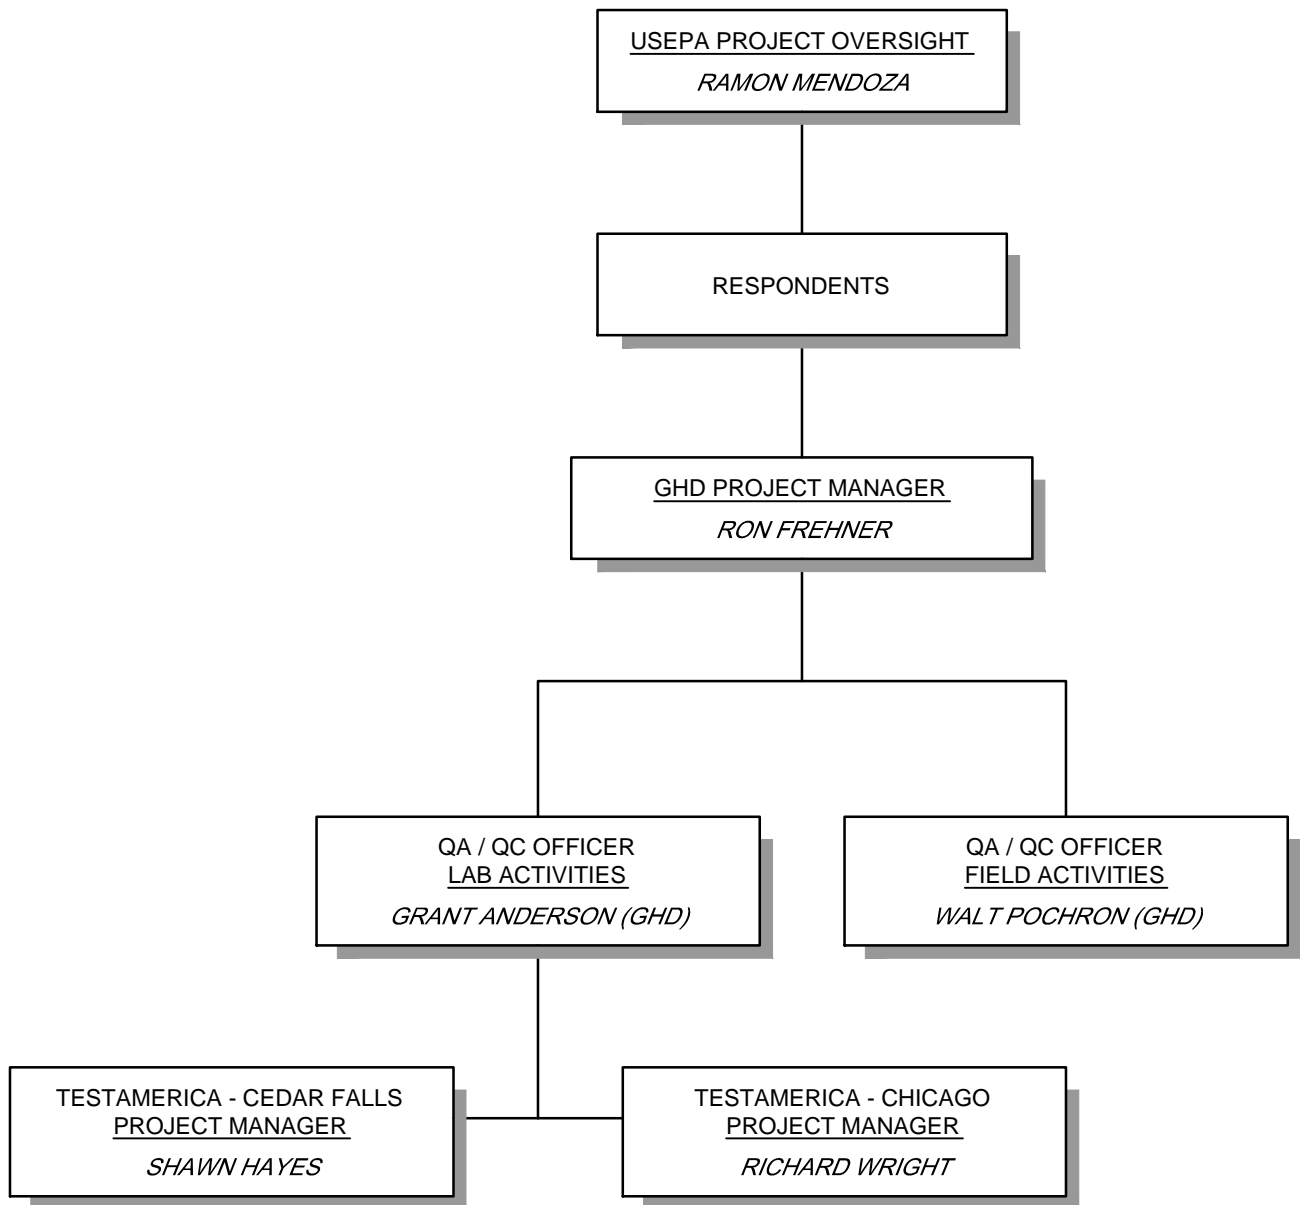 USEPA PROJECT OVERSIGHT
RAMON MENDOZA
RESPONDENTS
GHD PROJECT MANAGER
RON FREHNER
QA / QC OFFICER
LAB ACTIVITIES
GRANT ANDERSON (GHD)
QA / QC OFFICER
FIELD ACTIVITIES
WALT POCHRON (GHD)
TESTAMERICA - CEDAR FALLS
PROJECT MANAGER
SHAWN HAYES
TESTAMERICA - CHICAGO
PROJECT MANAGER
RICHARD WRIGHT